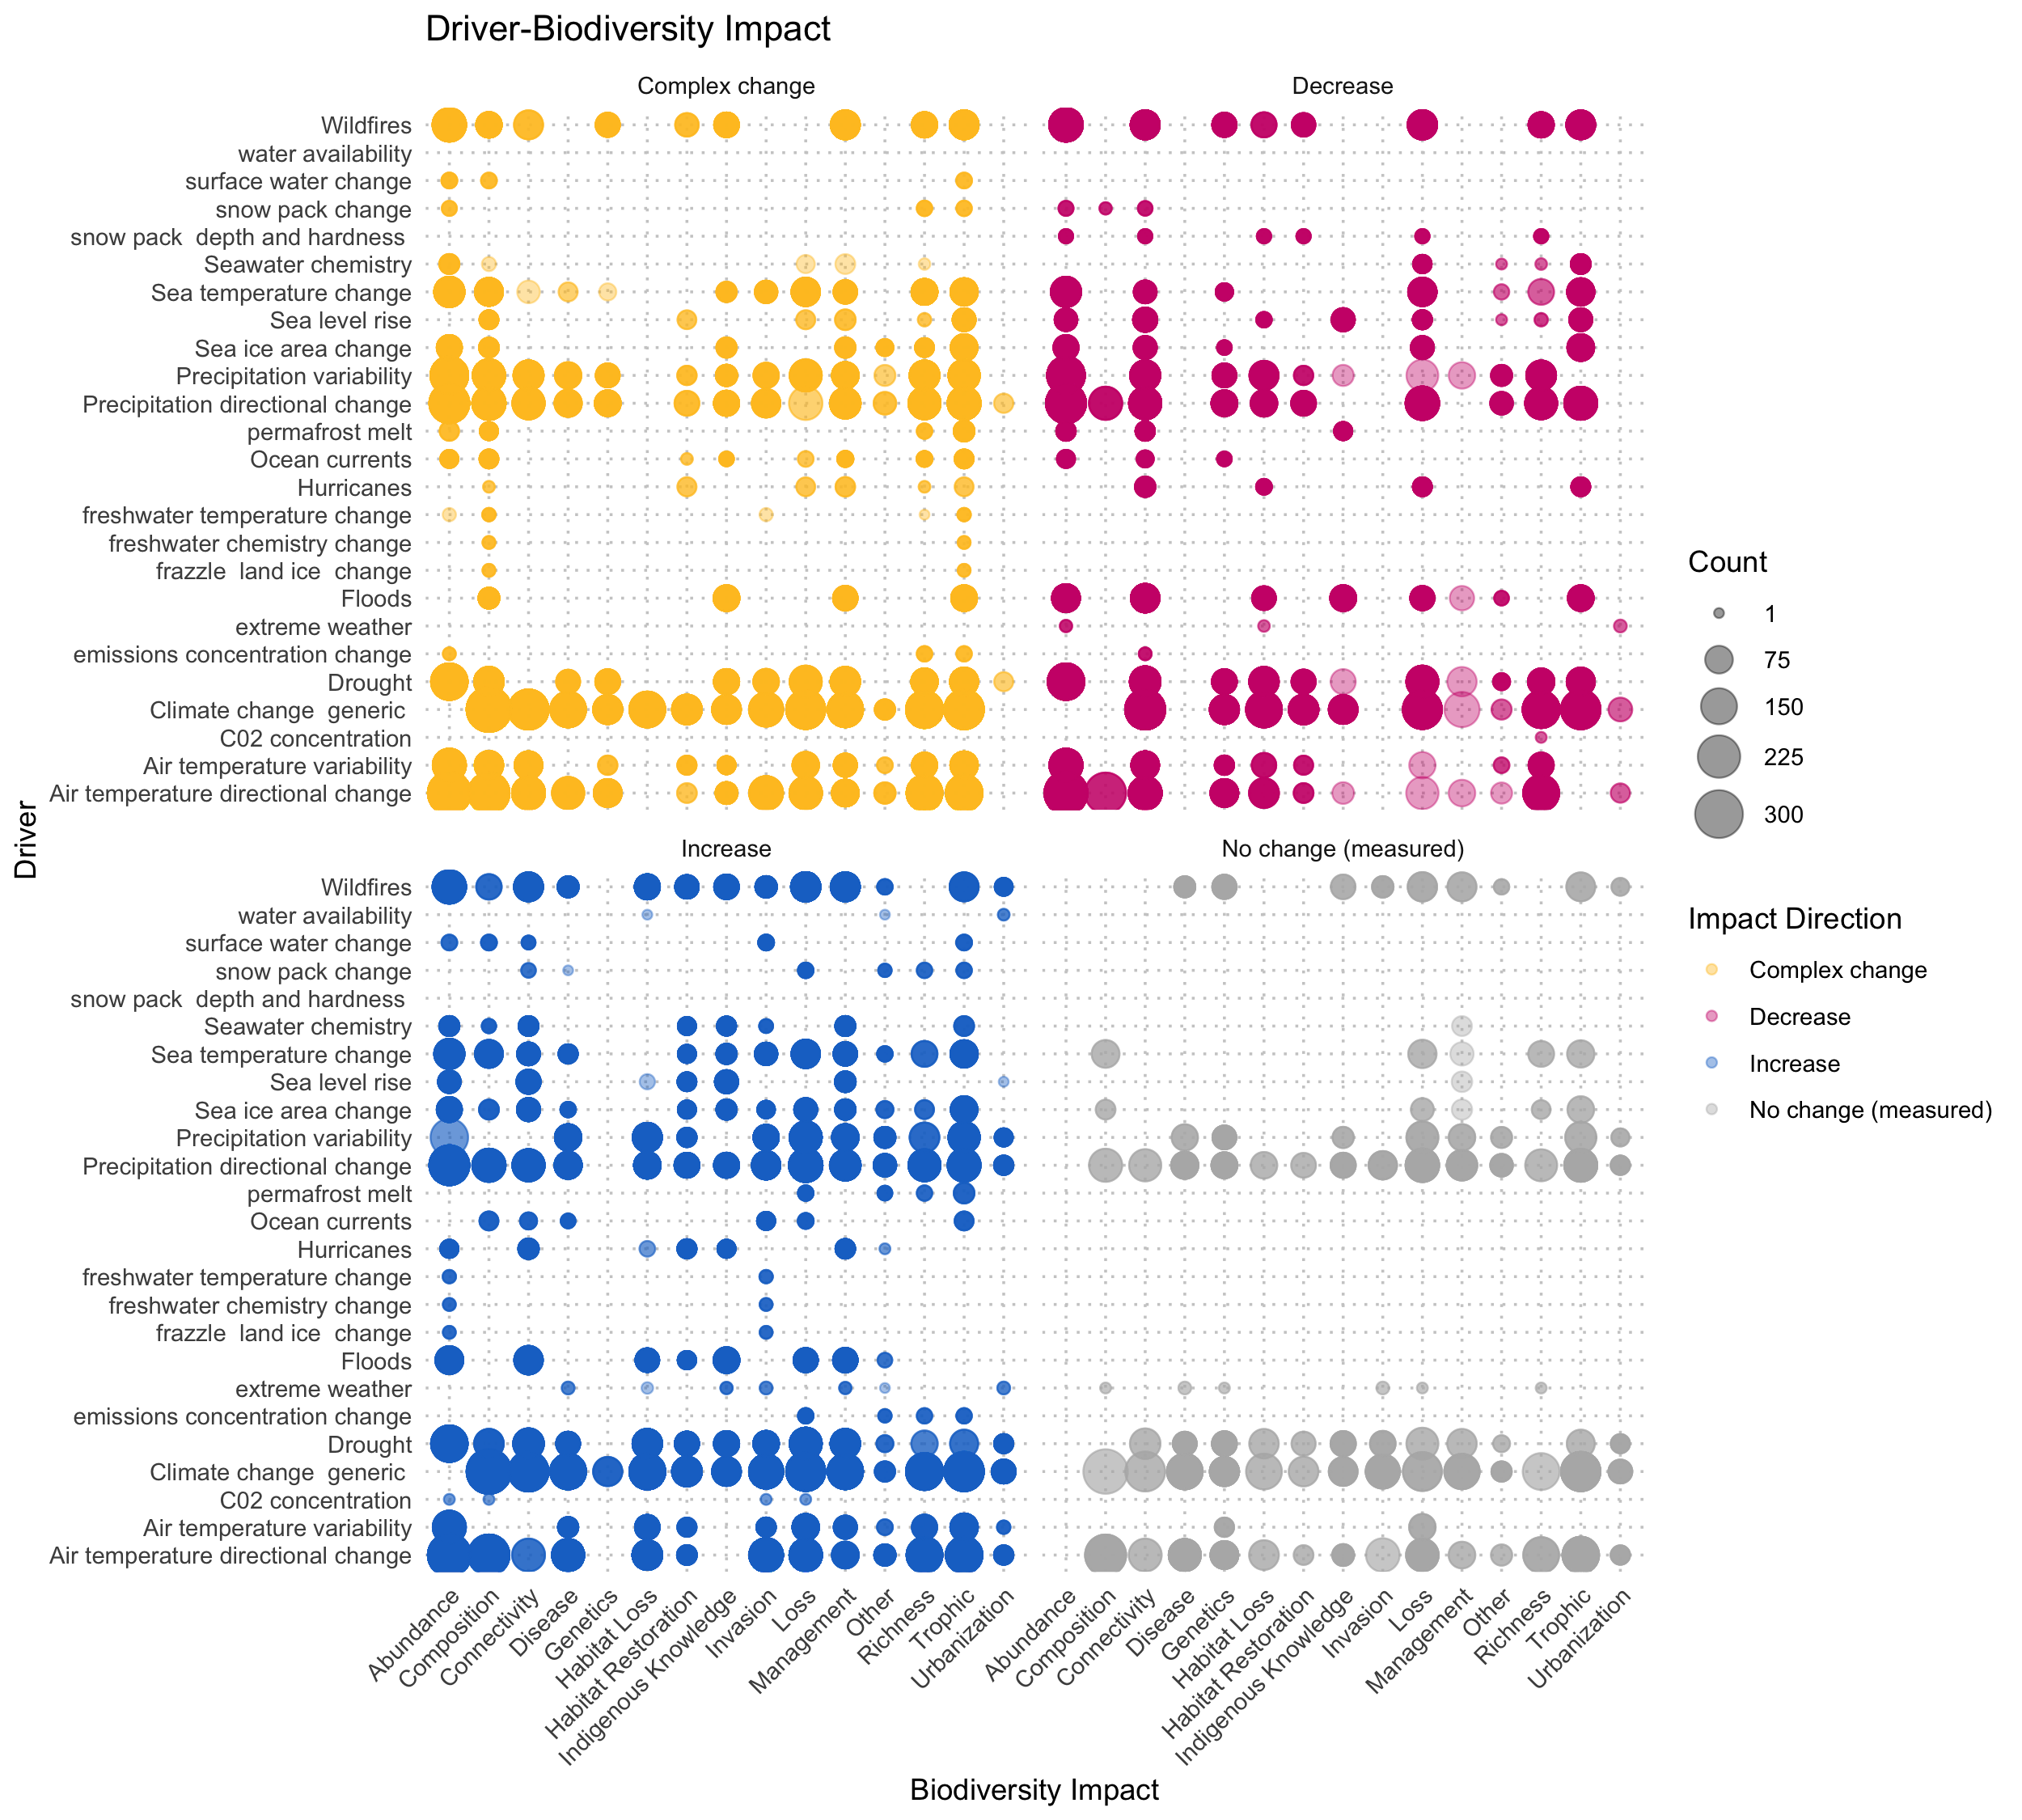 Driver-Biodiversity Impact
Complex change
Decrease
Wildfires
water availability
surface water change
snow pack change
snow pack  depth and hardness
Seawater chemistry
Sea temperature change
Sea level rise
Sea ice area change
Precipitation variability
Precipitation directional change
permafrost melt
Ocean currents
Hurricanes
freshwater temperature change
freshwater chemistry change
frazzle  land ice  change
Floods
extreme weather
emissions concentration change
Drought
Climate change  generic
C02 concentration
Air temperature variability
Air temperature directional change
Driver
Increase
No change (measured)
Wildfires
water availability
surface water change
snow pack change
snow pack  depth and hardness
Seawater chemistry
Sea temperature change
Sea level rise
Sea ice area change
Precipitation variability
Precipitation directional change
permafrost melt
Ocean currents
Hurricanes
freshwater temperature change
freshwater chemistry change
frazzle  land ice  change
Floods
extreme weather
emissions concentration change
Drought
Climate change  generic
C02 concentration
Air temperature variability
Air temperature directional change
Abundance
Composition
Connectivity
Disease
Genetics
Habitat Loss
Habitat Restoration
Indigenous Knowledge
Invasion
Loss
Management
Other
Richness
Trophic
Urbanization
Abundance
Composition
Connectivity
Disease
Genetics
Habitat Loss
Habitat Restoration
Indigenous Knowledge
Invasion
Loss
Management
Other
Richness
Trophic
Urbanization
Biodiversity Impact
Count
1
75
150
225
300
Impact Direction
Complex change
Decrease
Increase
No change (measured)